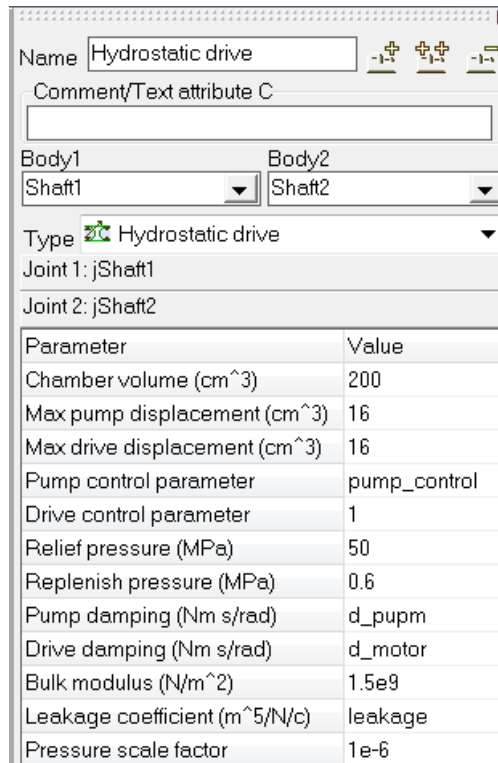 Name Hydrostatic drive
Comment/Text attribute C
Body1 Body2
Shaft1 Shaft2
Type Hydrostatic drive
Joint 1: jShaft1
Joint 2: jShaft2
Parameter Value
Chamber volume (cm^3) 200
Max pump displacement (cm^3) 16
Max drive displacement (cm^3) 16
Pump control parameter pump_control
Drive control parameter 1
Relief pressure (MPa) 50
Replenish pressure (MPa) 0.6
Pump damping (Nm s/rad) d_pupm
Drive damping (Nm s/rad) d_motor
Bulk modulus (N/m^2) 1.5e9
Leakage coefficient (m^5/N/c) leakage
Pressure scale factor 1e-6